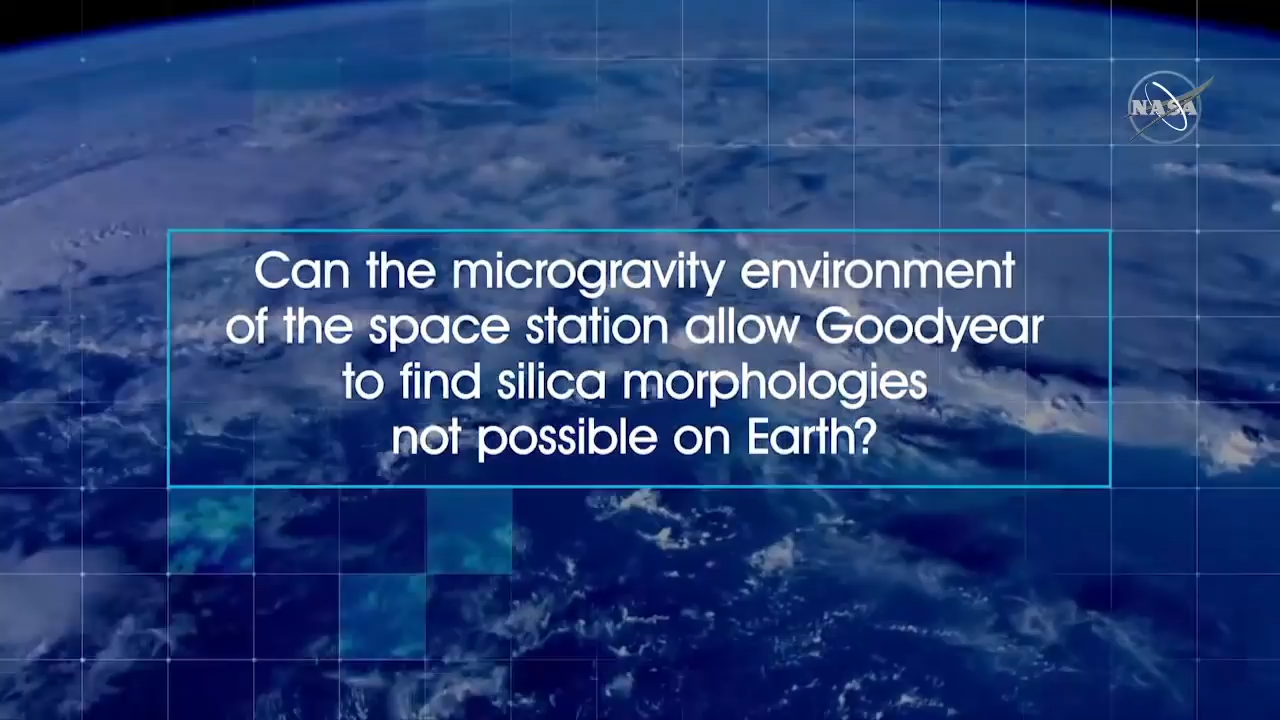 NASA
Can the microgravity environment
of the space station allow Goodyear
to find silica morphologies
not possible on Earth?